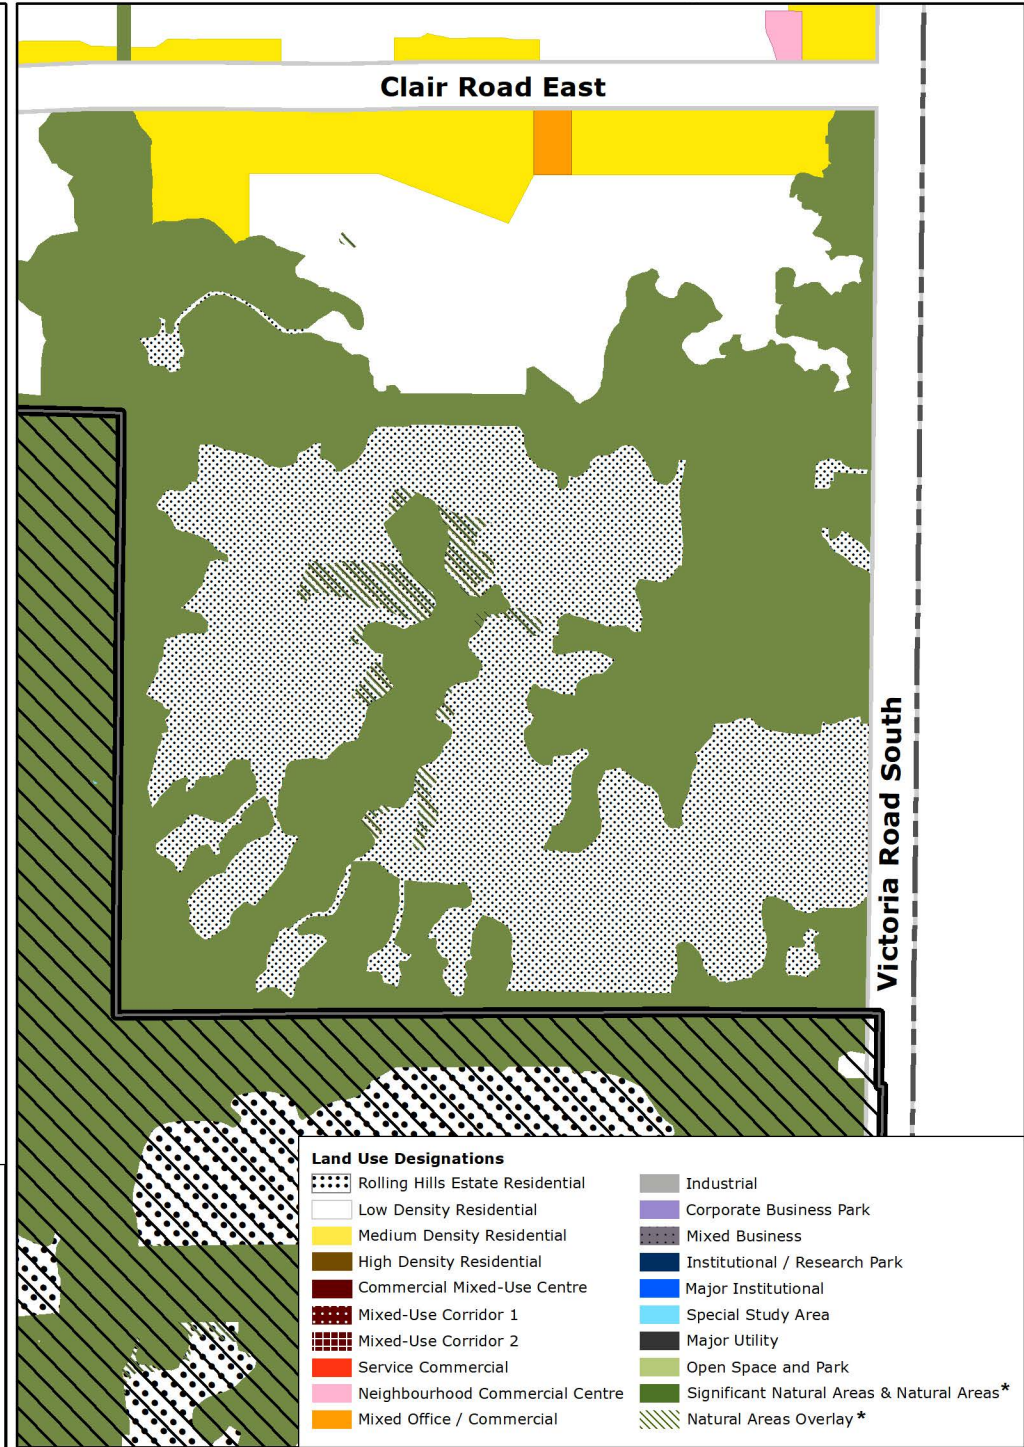 Clair Road East
Victoria Road South
Land Use Designations
Rolling Hills Estate Residential
Low Density Residential
Medium Density Residential
High Density Residential
Commercial Mixed-Use Centre
Mixed-Use Corridor 1
Mixed-Use Corridor 2
Service Commercial
Neighbourhood Commercial Centre
Mixed Office / Commercial
Industrial
Corporate Business Park
Mixed Business
Institutional / Research Park
Major Institutional
Special Study Area
Major Utility
Open Space and Park
Significant Natural Areas & Natural Areas*
Natural Areas Overlay*